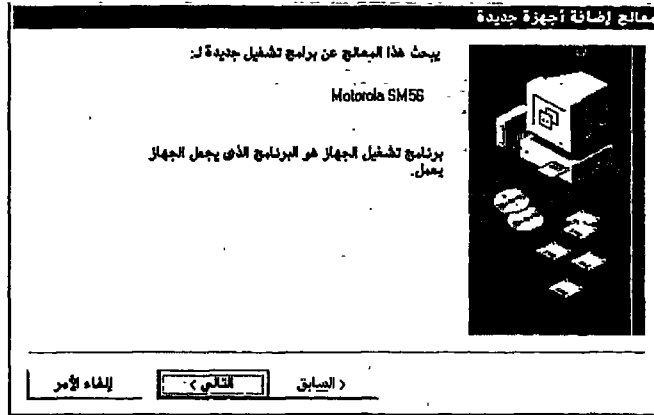 معالج إضافة أجهزة جديدة
يبحث هذا المعالج عن برامج تشغيل جديدة لـ:
Motorola SM56
برنامج تشغيل الجهاز هو البرنامج الذى يجعل الجهاز
يعمل.
< السابق
التالي >
إلغاء الأمر